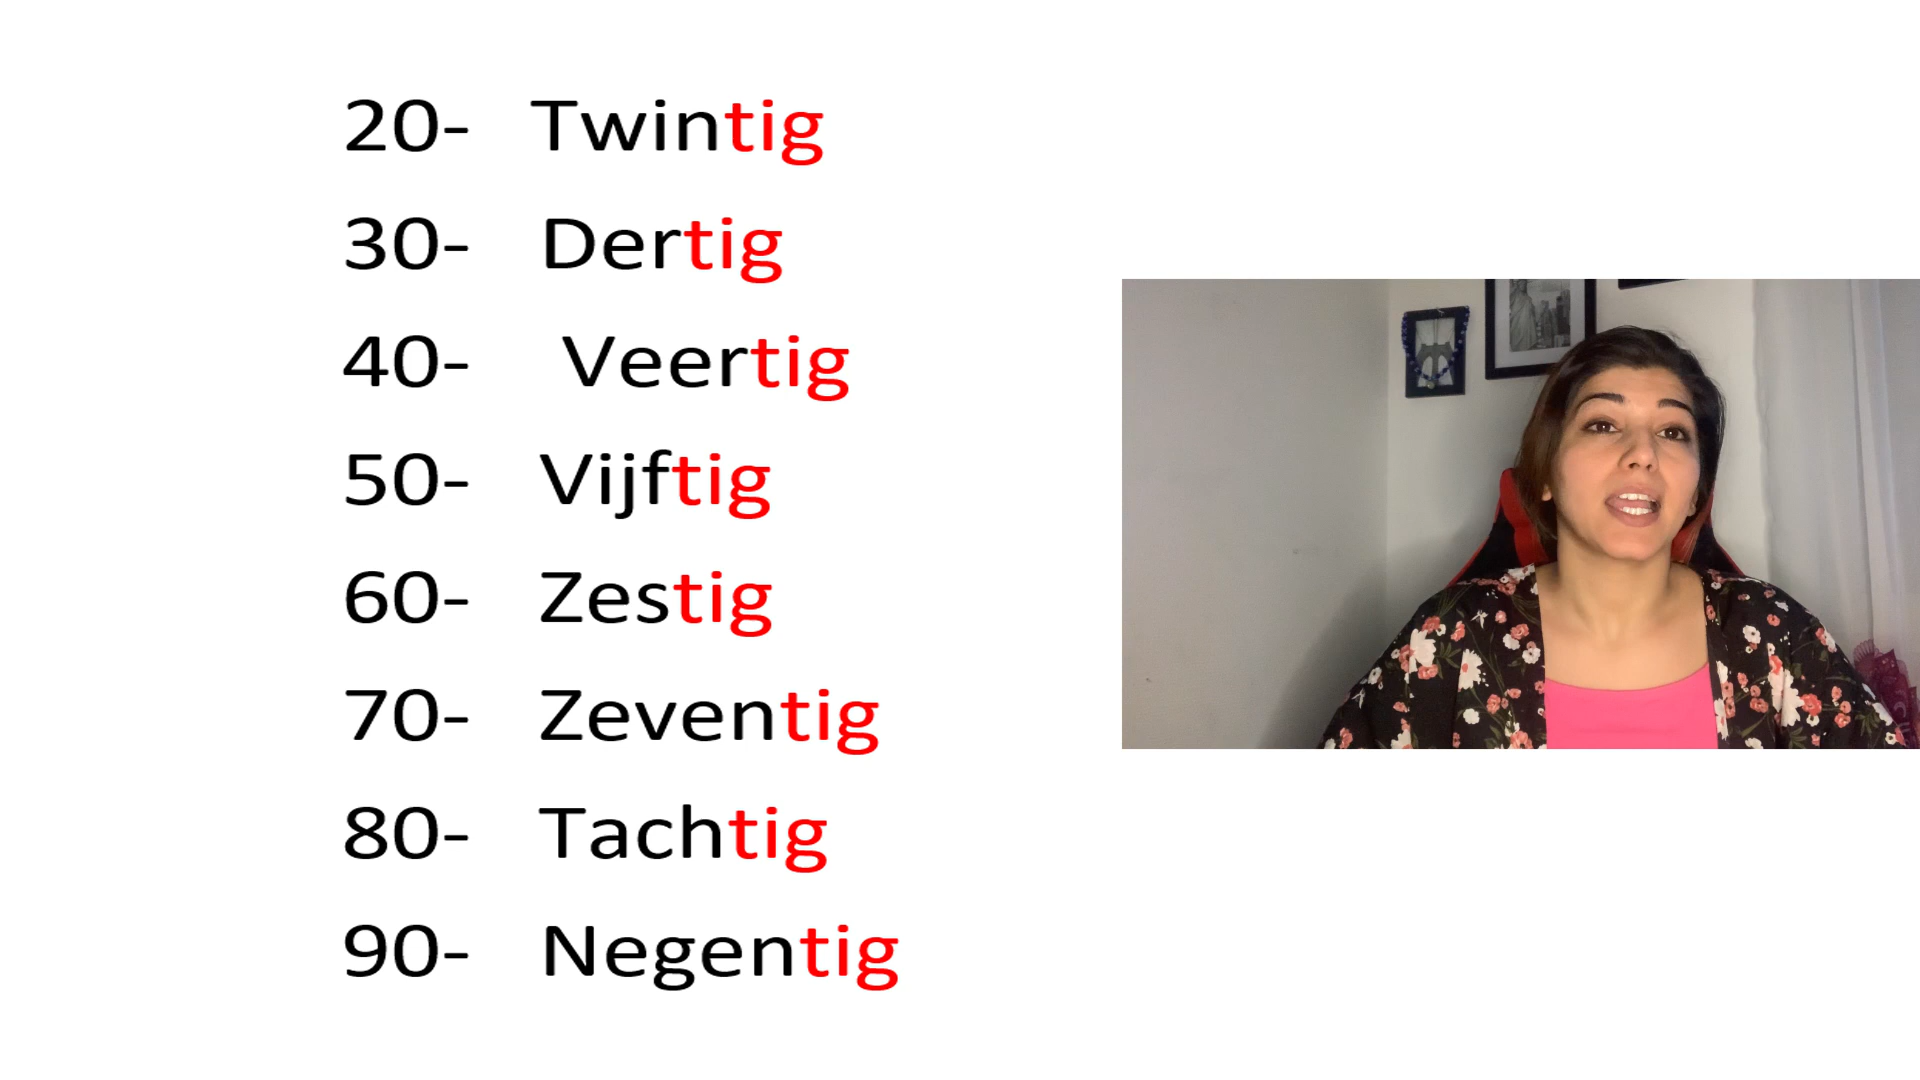 20- Twintig
30- Dertig
40- Veertig
50- Vijftig
60- Zestig
70- Zeventig
80- Tachtig
90- Negentig